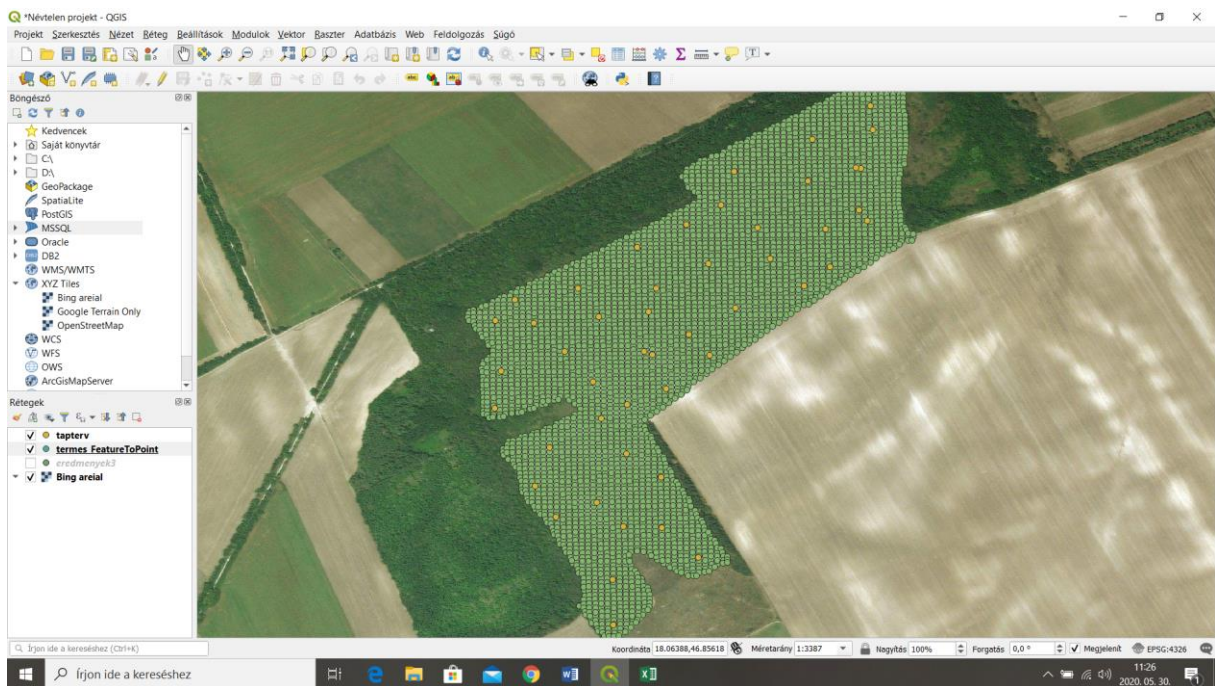 *Névtelen projekt - QGIS
Projekt Szerkesztés Nézet Réteg Beállítások Modulok Vektor Raszter Adatbázis Web Feldolgozás Súgó
Böngésző
Kedvencek
Saját könyvtár
C:\
D:\
GeoPackage
SpatiaLite
PostGIS
MSSQL
Oracle
DB2
WMS/WMTS
XYZ Tiles
Bing areial
Google Terrain Only
OpenStreetMap
WCS
WFS
OWS
ArcGisMapServer
Rétegek
tapterv
termes_FeatureToPoint
eredmenyek3
Bing areial
Írjon ide a kereséshez (Ctrl+K)
Koordináta 18.06388,46.85618 Méretarány 1:3387 Nagyítás 100% Forgatás 0,0 ° Megjelenít EPSG:4326
Írjon ide a kereséshez
11:26
2020. 05. 30.